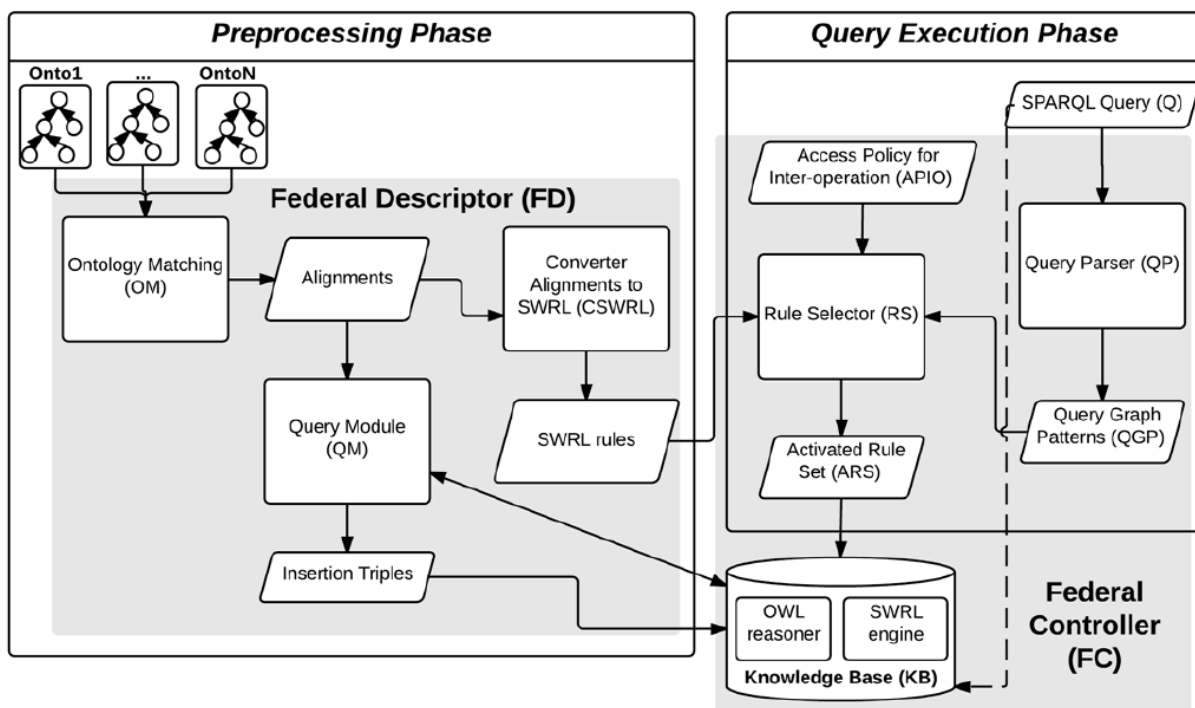 Preprocessing Phase
Onto1
...
OntoN
Federal Descriptor (FD)
Ontology Matching
(OM)
Alignments
Converter
Alignments to
SWRL (CSWRL)
Query Module
(QM)
SWRL rules
Insertion Triples
Query Execution Phase
SPARQL Query (Q)
Access Policy for
Inter-operation (APIO)
Query Parser (QP)
Rule Selector (RS)
Query Graph
Patterns (QGP)
Activated Rule
Set (ARS)
OWL
reasoner
SWRL
engine
Knowledge Base (KB)
Federal
Controller
(FC)